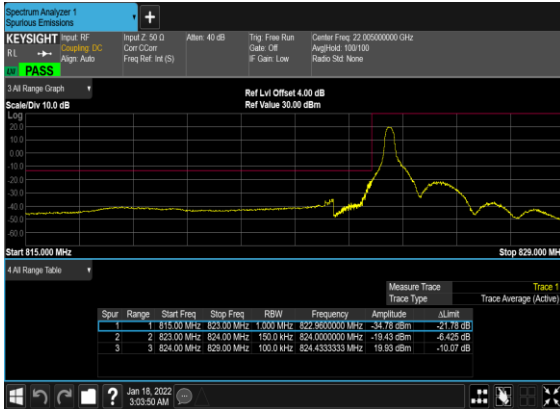 Spectrum Analyzer 1
Spurious Emissions
KEYSIGHT
RL
Input: RF
Coupling: DC
Align: Auto
Input Z: 50 Ω
Corr CCorr
Freq Ref: Int (S)
Atten: 40 dB
Trig: Free Run
Gate: Off
IF Gain: Low
Center Freq: 22.005000000 GHz
Avg|Hold: 100/100
Radio Std: None
PASS
3 All Range Graph
Scale/Div 10.0 dB
Ref Lvl Offset 4.00 dB
Ref Value 30.00 dBm
Log
20.0
10.0
0.00
-10.0
-20.0
-30.0
-40.0
-50.0
-60.0
Start 815.000 MHz
Stop 829.000 MHz
4 All Range Table
Measure Trace Trace 1
Trace Type Trace Average (Active)
Spur Range Start Freq Stop Freq RBW Frequency Amplitude ΔLimit
1 1 815.00 MHz 823.00 MHz 1.000 MHz 822.9600000 MHz -34.78 dBm -21.78 dB
2 2 823.00 MHz 824.00 MHz 150.0 kHz 824.0000000 MHz -19.43 dBm -6.425 dB
3 3 824.00 MHz 829.00 MHz 100.0 kHz 824.4333333 MHz 19.93 dBm -10.07 dB
Jan 18, 2022
3:03:50 AM